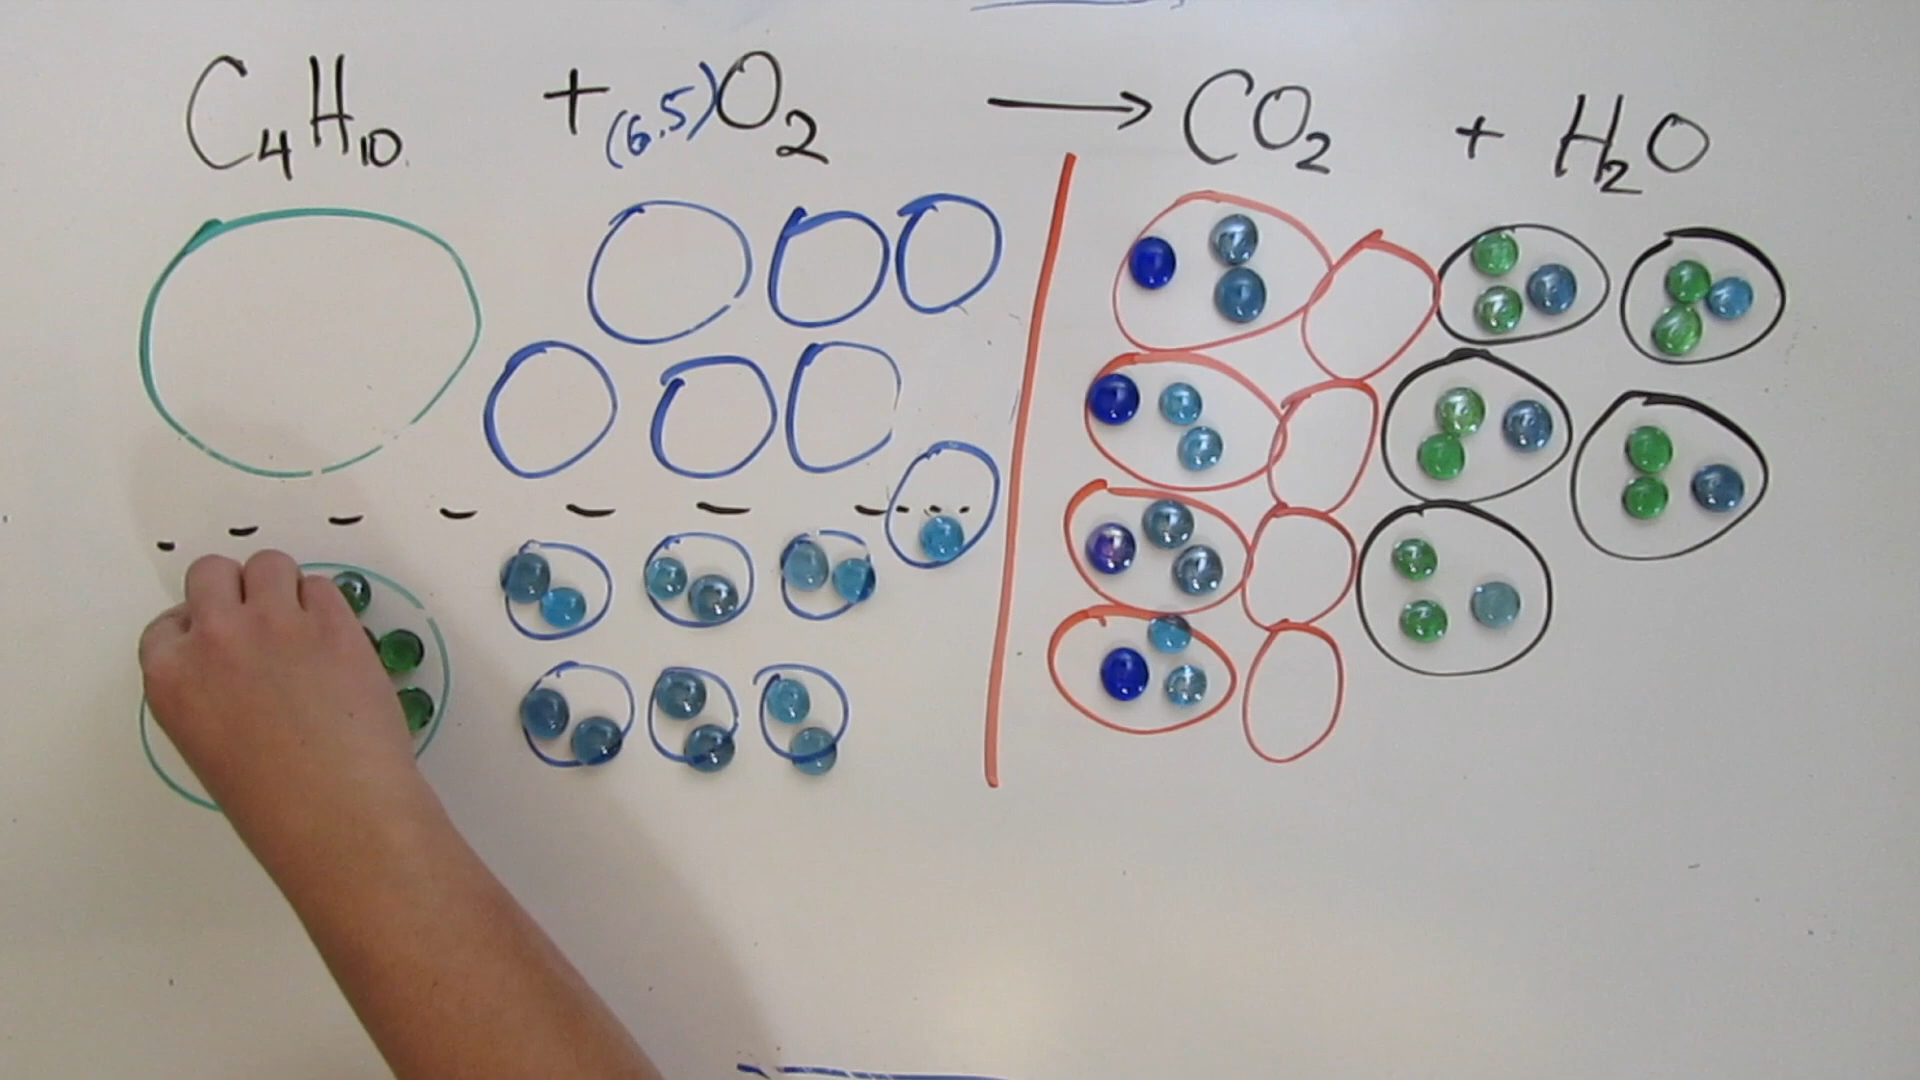 C₄H₁₀ + (6.5)O₂ → CO₂ + H₂O